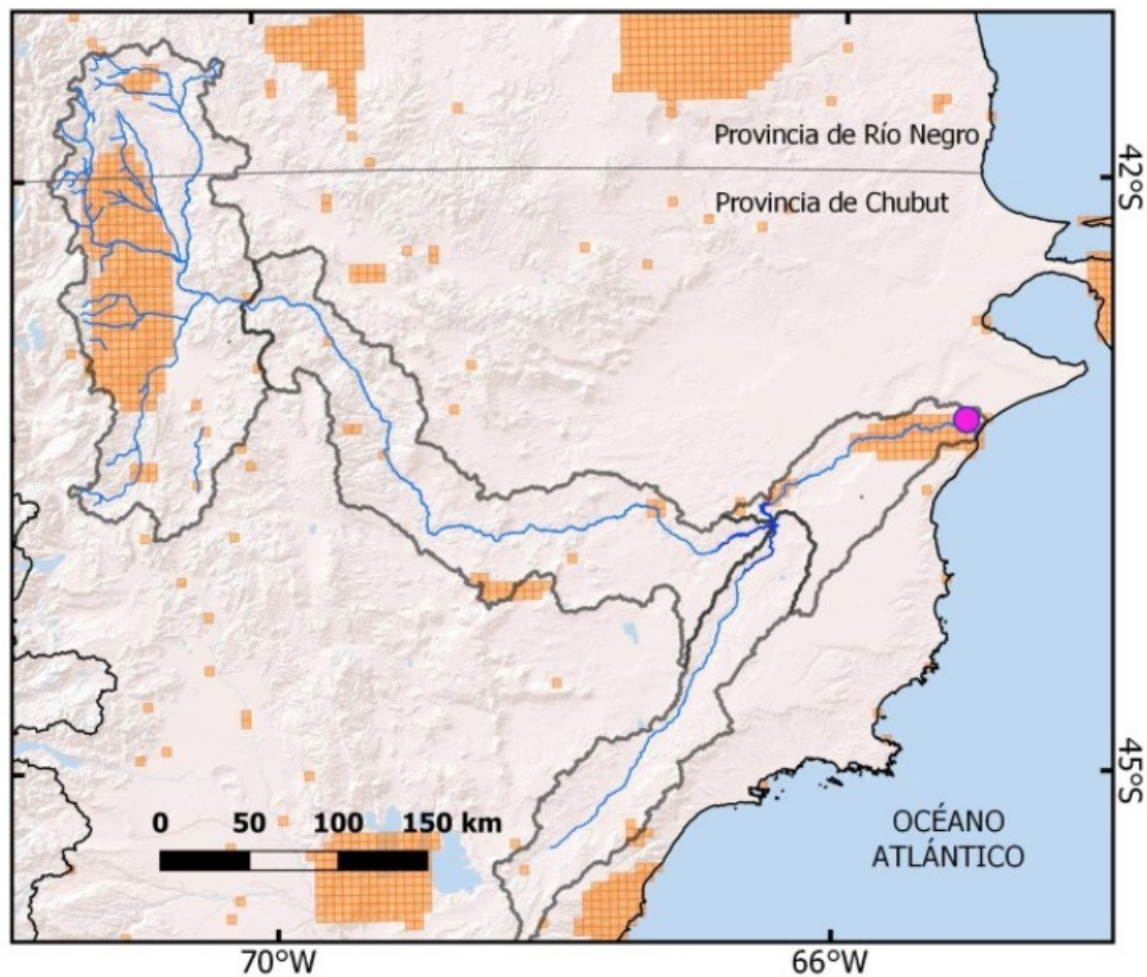 Provincia de Río Negro
42°S
Provincia de Chubut
45°S
0 50 100 150 km
OCÉANO
ATLÁNTICO
70°W 66°W